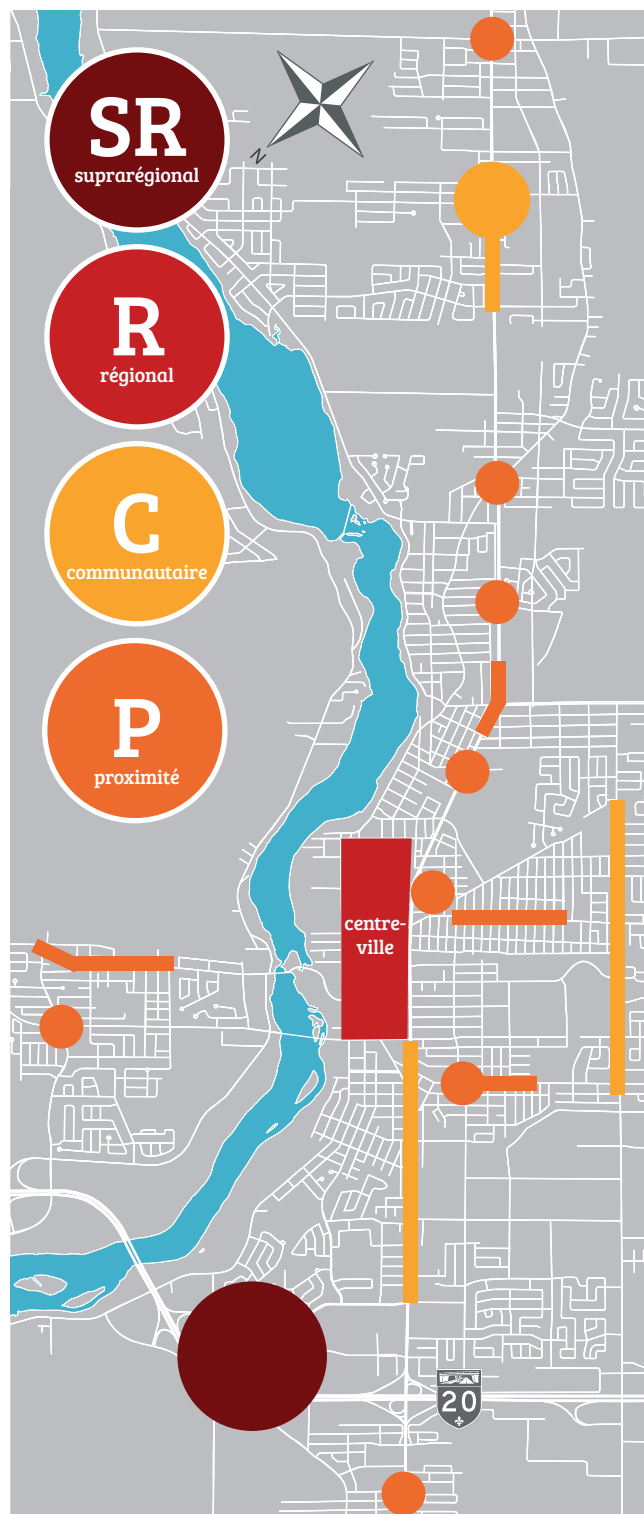 SR
suprarégional
N
R
régional
C
communautaire
P
proximité
centre-
ville
20